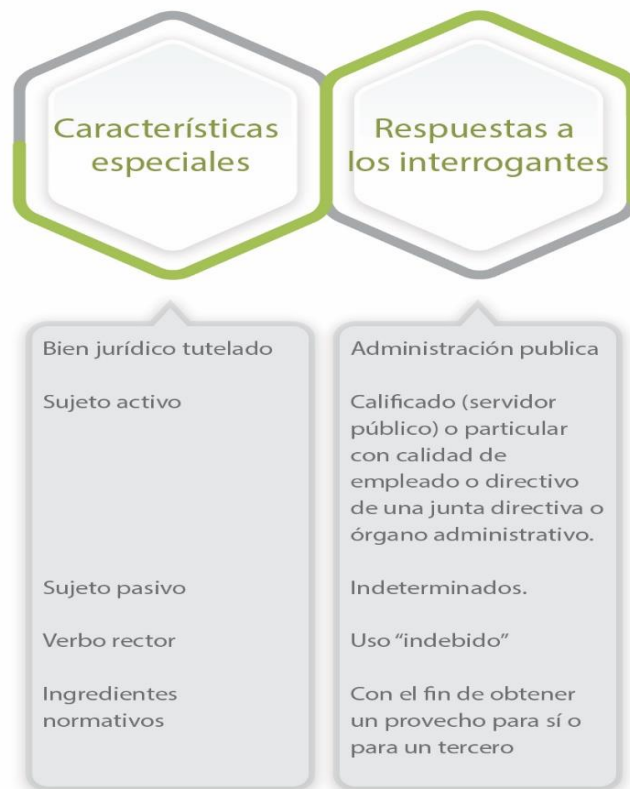 Características
especiales
Respuestas a
los interrogantes
Bien jurídico tutelado
Administración publica
Sujeto activo
Calificado (servidor
público) o particular
con calidad de
empleado o directivo
de una junta directiva o
órgano administrativo.
Sujeto pasivo
Indeterminados.
Verbo rector
Uso “indebido”
Ingredientes
normativos
Con el fin de obtener
un provecho para sí o
para un tercero